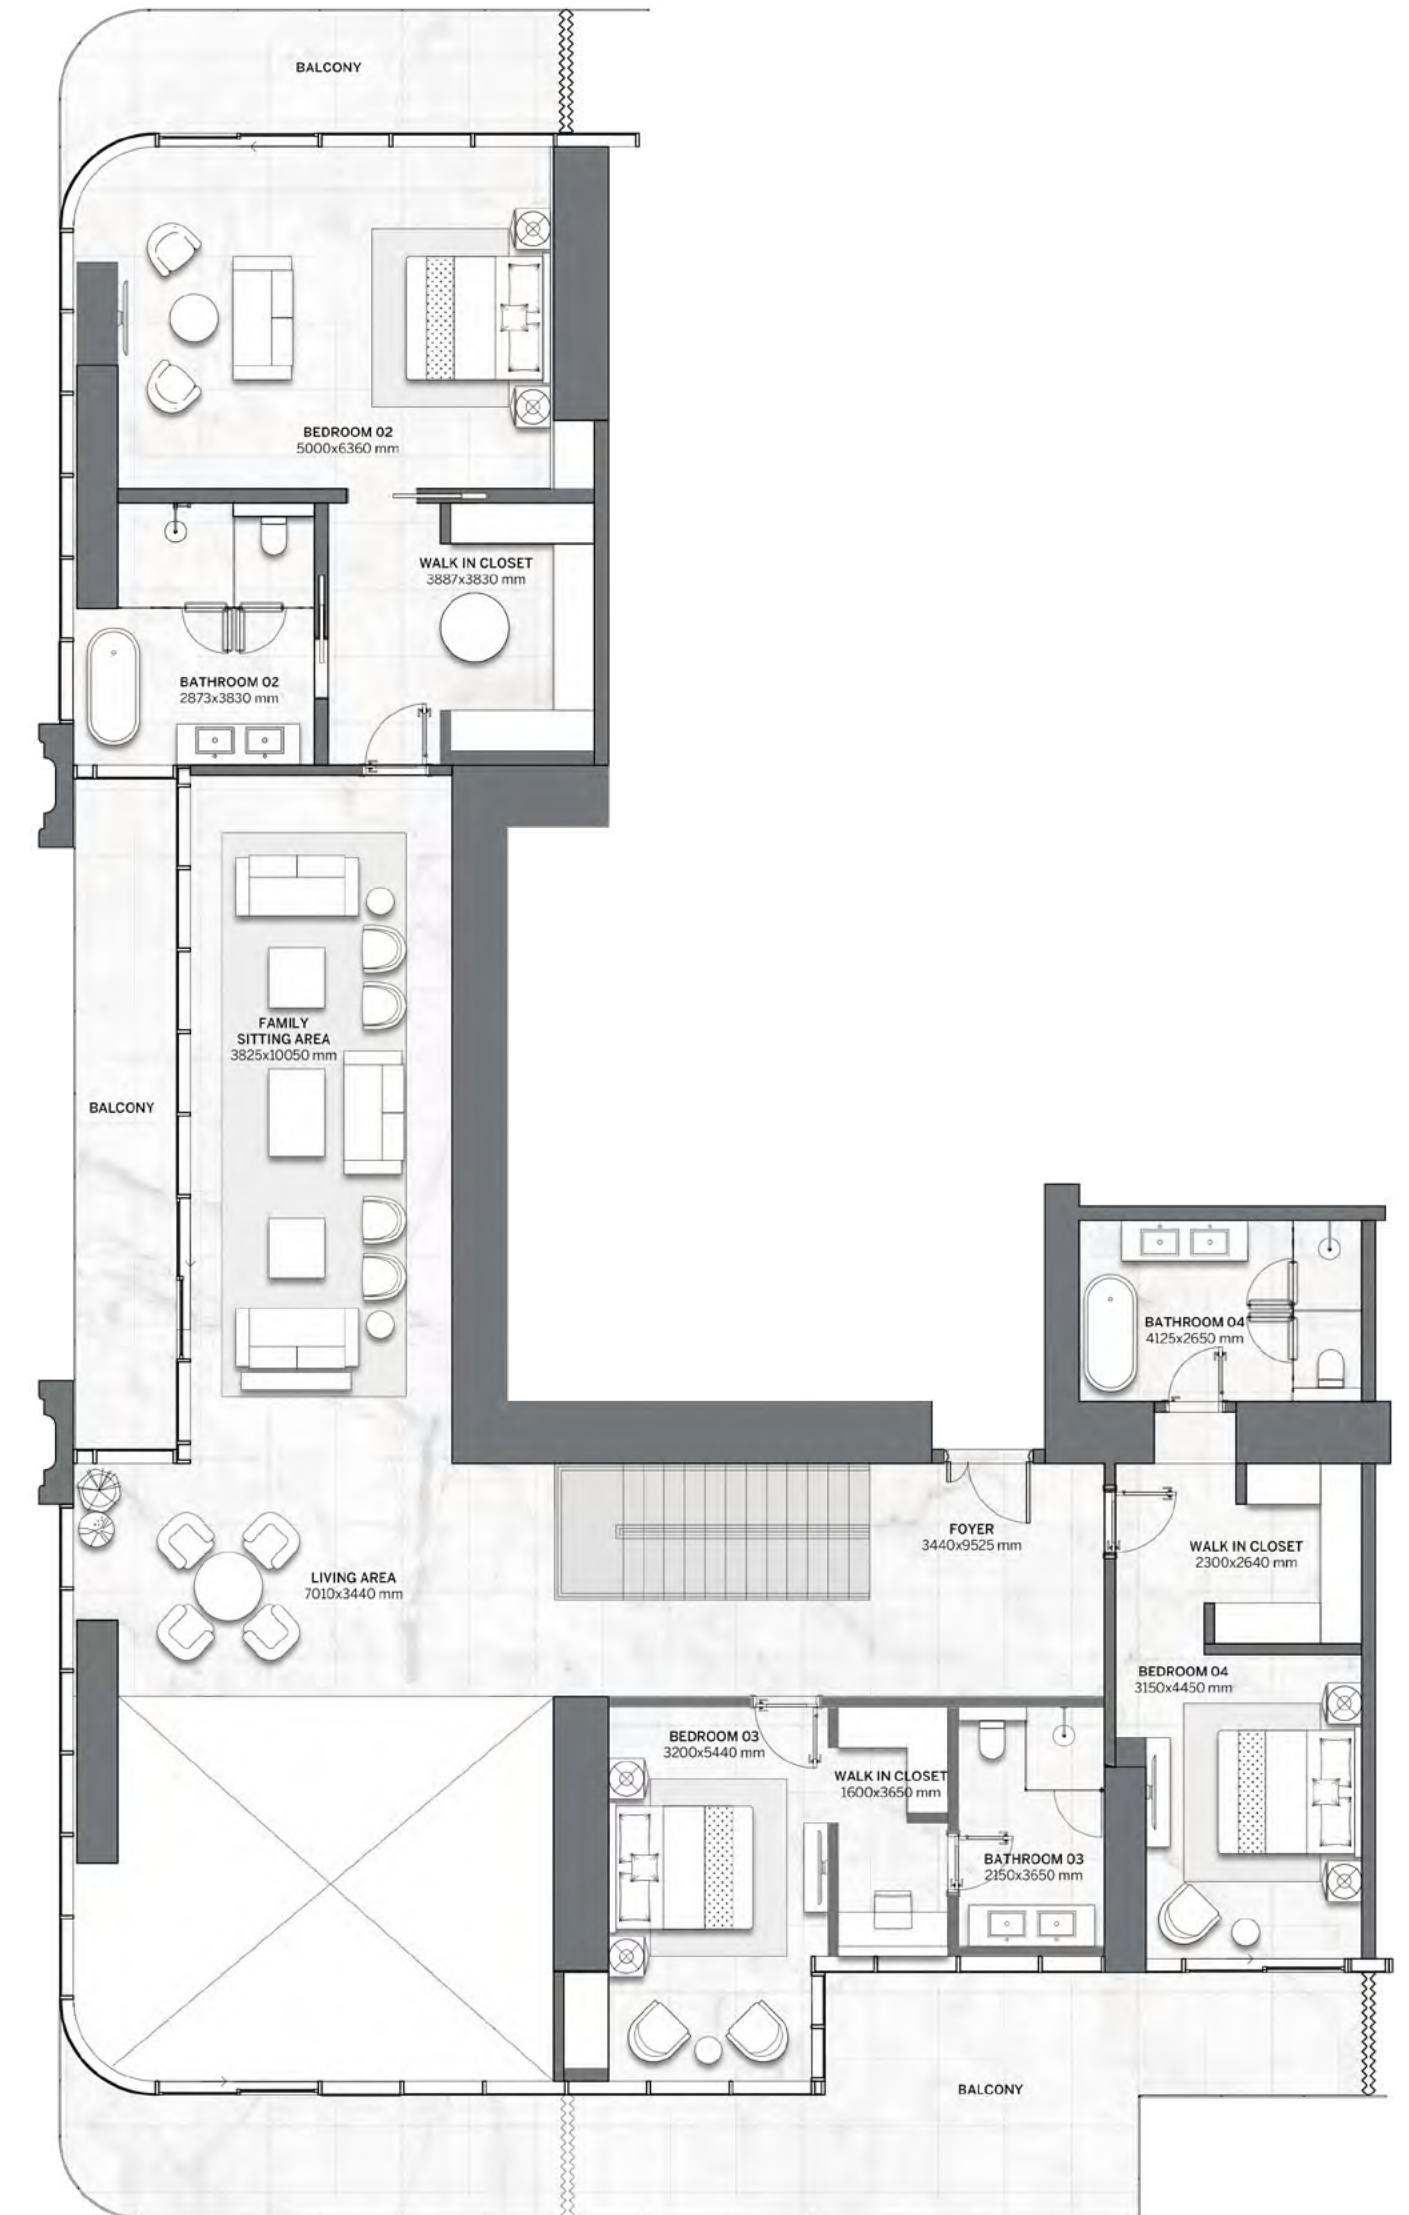 BALCONY
BEDROOM 02
5000x6360 mm
WALK IN CLOSET
3887x3830 mm
BATHROOM 02
2873x3830 mm
FAMILY
SITTING AREA
3825x10050 mm
BALCONY
BATHROOM 04
4125x2650 mm
FOYER
3440x9525 mm
WALK IN CLOSET
2300x2640 mm
LIVING AREA
7010x3440 mm
BEDROOM 04
3150x4450 mm
BEDROOM 03
3200x5440 mm
WALK IN CLOSET
1600x3650 mm
BATHROOM 03
2150x3650 mm
BALCONY